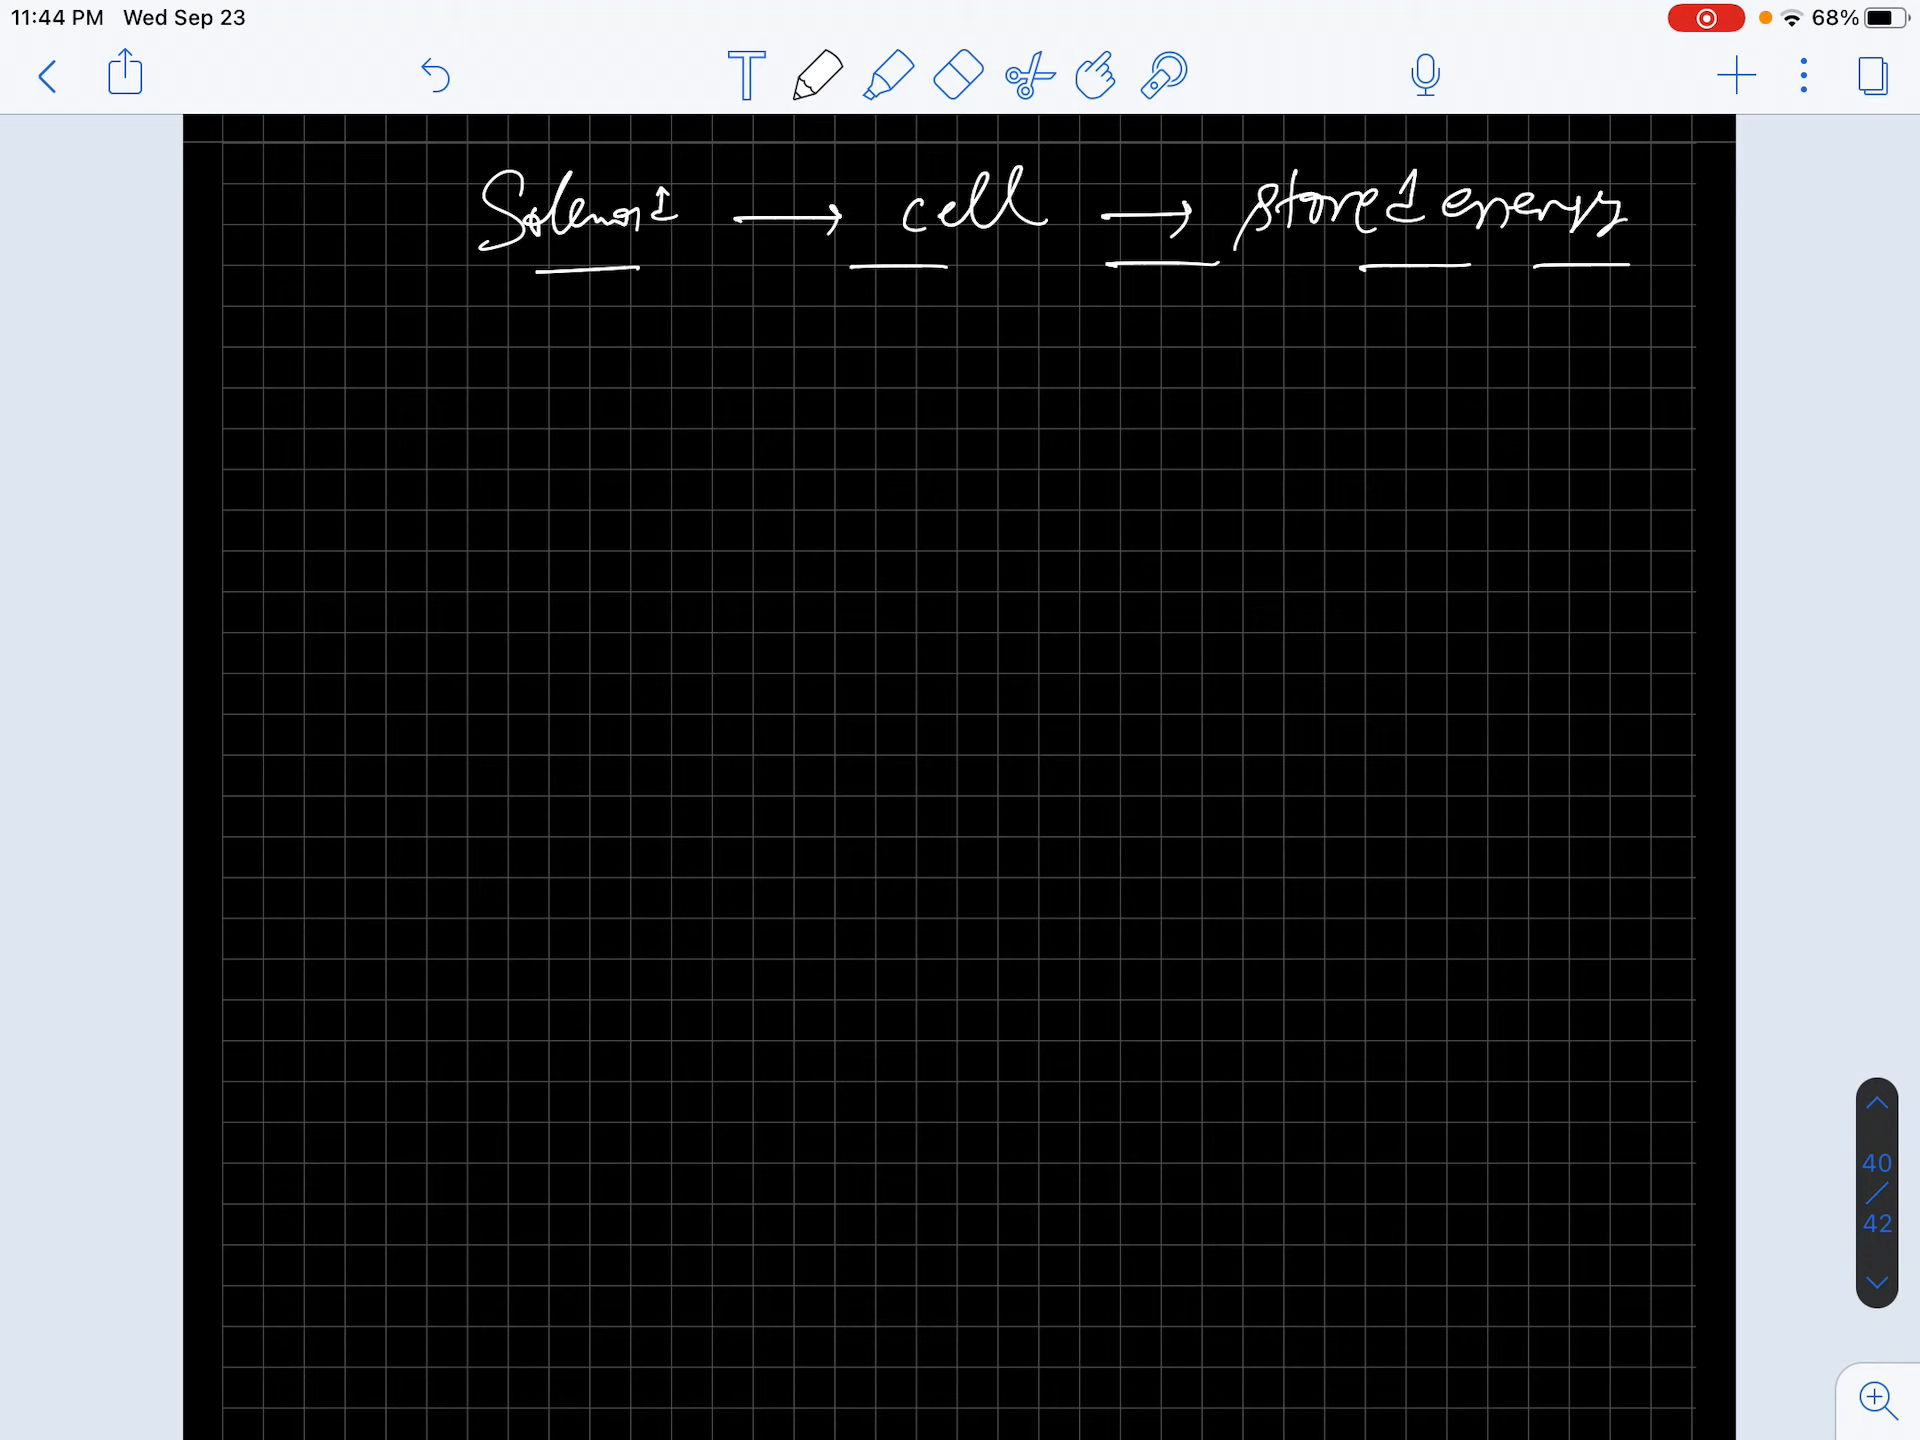 11:44 PM Wed Sep 23 68%
T
Solenoid → cell → stored energy
40
/
42